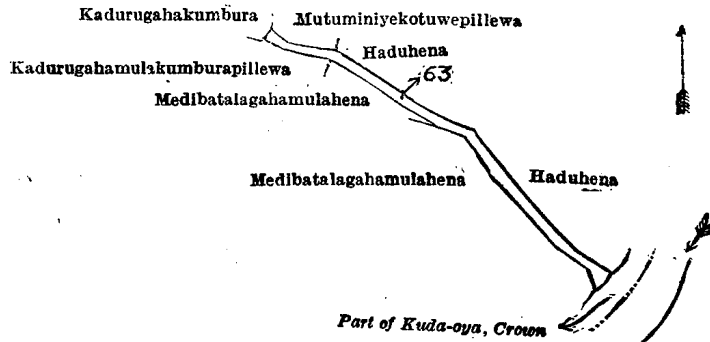 Kadurugahakumbura
Mutuminiyekotuwepillewa
Haduhena
Kadurugahamulakumburapillewa
63
Medibatalagahamulahena
Medibatalagahamulahena
Haduhena
Part of Kuda-oya, Crown